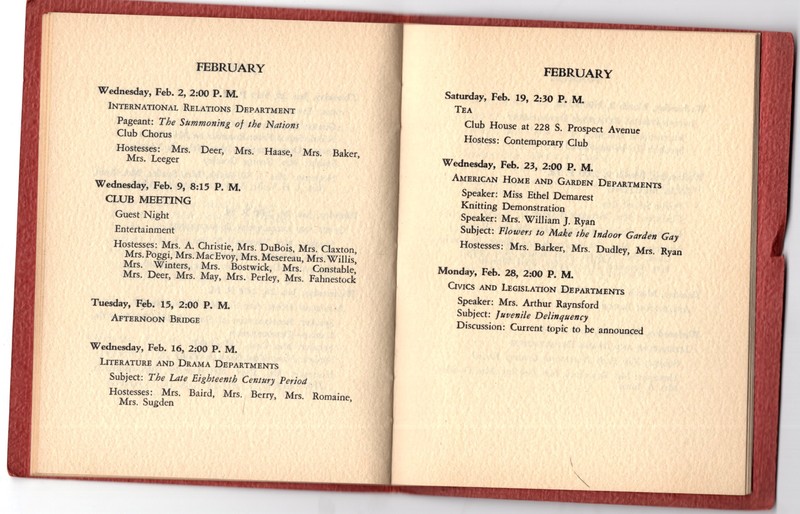 FEBRUARY
Wednesday, Feb. 2, 2:00 P. M.
International Relations Department
Pageant: The Summoning of the Nations
Club Chorus
Hostesses: Mrs. Deer, Mrs. Haase, Mrs. Baker,
Mrs. Leeger
Wednesday, Feb. 9, 8:15 P. M.
CLUB MEETING
Guest Night
Entertainment
Hostesses: Mrs. A. Christie, Mrs. DuBois, Mrs. Claxton,
Mrs. Poggi, Mrs. MacEvoy, Mrs. Mesereau, Mrs. Willis,
Mrs. Winters, Mrs. Bostwick, Mrs. Constable,
Mrs. Deer, Mrs. May, Mrs. Perley, Mrs. Fahnestock
Tuesday, Feb. 15, 2:00 P. M.
Afternoon Bridge
Wednesday, Feb. 16, 2:00 P. M.
Literature and Drama Departments
Subject: The Late Eighteenth Century Period
Hostesses: Mrs. Baird, Mrs. Berry, Mrs. Romaine,
Mrs. Sugden
FEBRUARY
Saturday, Feb. 19, 2:30 P. M.
Tea
Club House at 228 S. Prospect Avenue
Hostess: Contemporary Club
Wednesday, Feb. 23, 2:00 P. M.
American Home and Garden Departments
Speaker: Miss Ethel Demarest
Knitting Demonstration
Speaker: Mrs. William J. Ryan
Subject: Flowers to Make the Indoor Garden Gay
Hostesses: Mrs. Barker, Mrs. Dudley, Mrs. Ryan
Monday, Feb. 28, 2:00 P. M.
Civics and Legislation Departments
Speaker: Mrs. Arthur Raynsford
Subject: Juvenile Delinquency
Discussion: Current topic to be announced